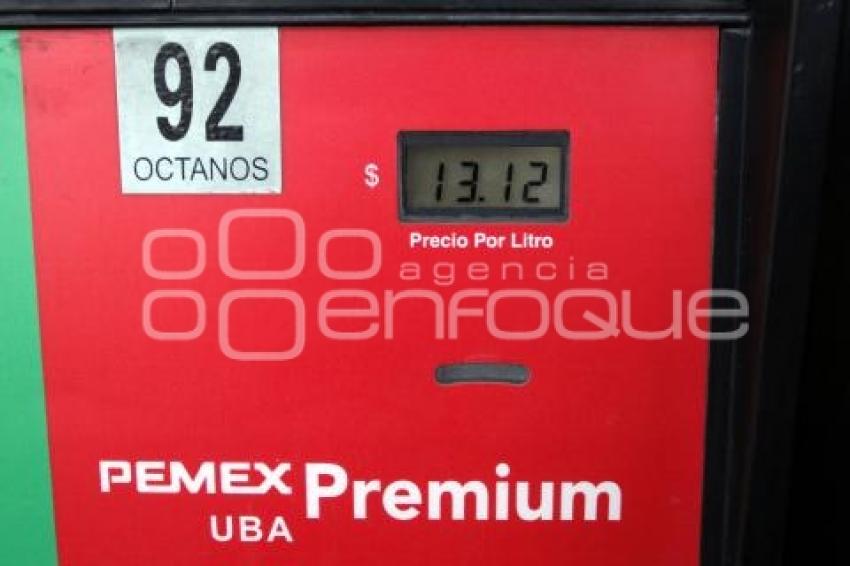 92
OCTANOS
$ 13.12
Precio Por Litro
agencia
enfoque
PEMEX Premium
UBA